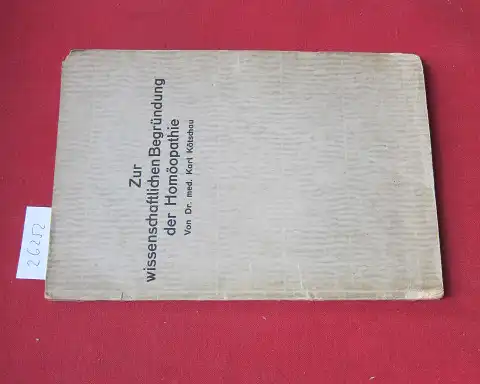 Zur
wissenschaftlichen Begründung
der Homöopathie
Von Dr. med. Karl Kötschau
26252